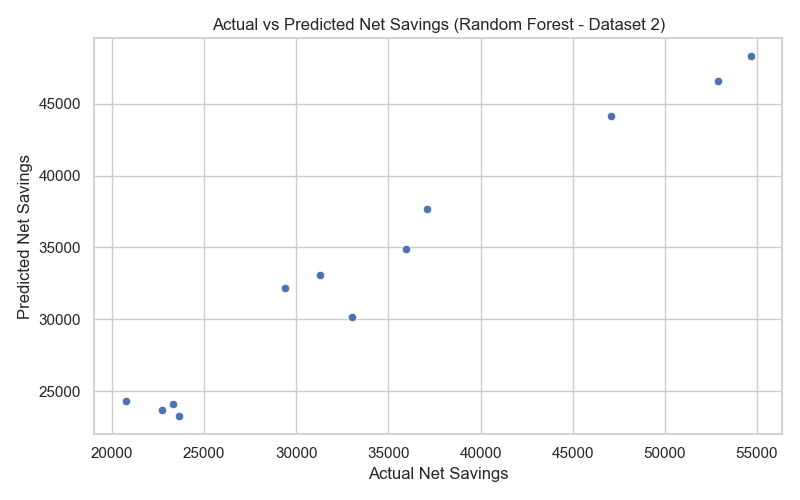 Actual vs Predicted Net Savings (Random Forest - Dataset 2)
Predicted Net Savings
45000
40000
35000
30000
25000
20000 25000 30000 35000 40000 45000 50000 55000
Actual Net Savings